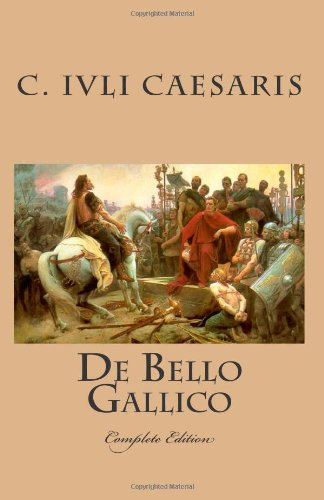 C. IVLI CAESARIS
De Bello
Gallico
Complete Edition